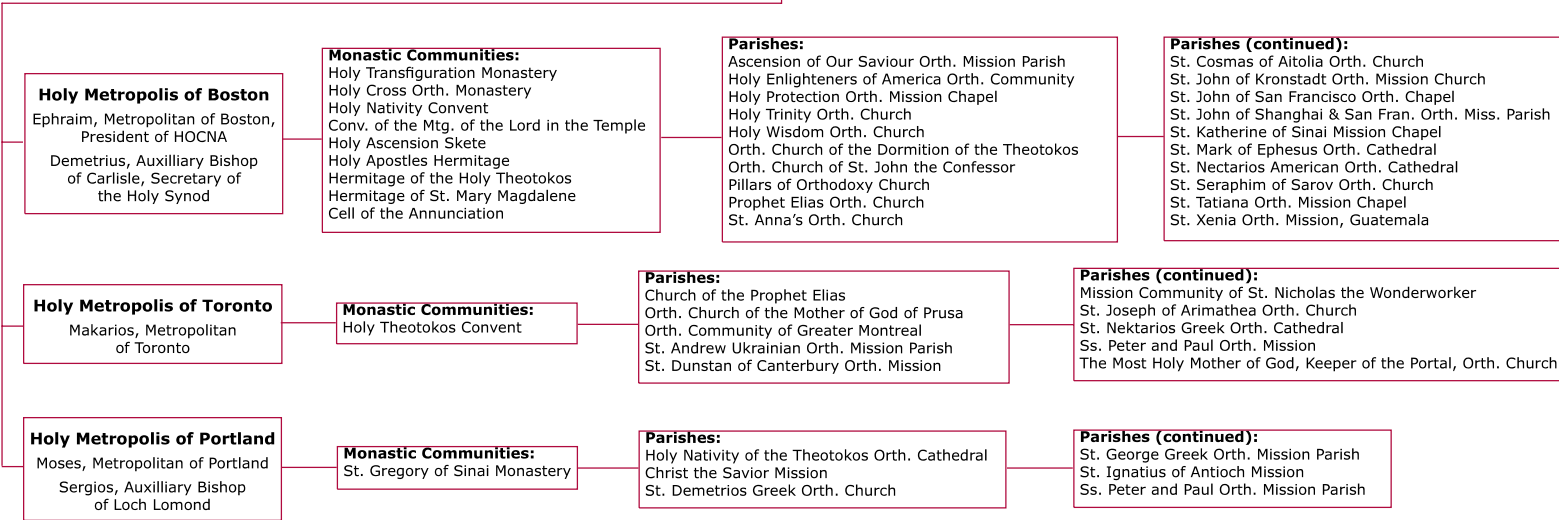 Holy Metropolis of Boston
Ephraim, Metropolitan of Boston,
President of HOCNA
Demetrius, Auxilliary Bishop
of Carlisle, Secretary of
the Holy Synod
Monastic Communities:
Holy Transfiguration Monastery
Holy Cross Orth. Monastery
Holy Nativity Convent
Conv. of the Mtg. of the Lord in the Temple
Holy Ascension Skete
Holy Apostles Hermitage
Hermitage of the Holy Theotokos
Hermitage of St. Mary Magdalene
Cell of the Annunciation
Parishes:
Ascension of Our Saviour Orth. Mission Parish
Holy Enlighteners of America Orth. Community
Holy Protection Orth. Mission Chapel
Holy Trinity Orth. Church
Holy Wisdom Orth. Church
Orth. Church of the Dormition of the Theotokos
Orth. Church of St. John the Confessor
Pillars of Orthodoxy Church
Prophet Elias Orth. Church
St. Anna’s Orth. Church
Parishes (continued):
St. Cosmas of Aitolia Orth. Church
St. John of Kronstadt Orth. Mission Church
St. John of San Francisco Orth. Chapel
St. John of Shanghai & San Fran. Orth. Miss. Parish
St. Katherine of Sinai Mission Chapel
St. Mark of Ephesus Orth. Cathedral
St. Nectarios American Orth. Cathedral
St. Seraphim of Sarov Orth. Church
St. Tatiana Orth. Mission Chapel
St. Xenia Orth. Mission, Guatemala
Holy Metropolis of Toronto
Makarios, Metropolitan
of Toronto
Monastic Communities:
Holy Theotokos Convent
Parishes:
Church of the Prophet Elias
Orth. Church of the Mother of God of Prusa
Orth. Community of Greater Montreal
St. Andrew Ukrainian Orth. Mission Parish
St. Dunstan of Canterbury Orth. Mission
Parishes (continued):
Mission Community of St. Nicholas the Wonderworker
St. Joseph of Arimathea Orth. Church
St. Nektarios Greek Orth. Cathedral
Ss. Peter and Paul Orth. Mission
The Most Holy Mother of God, Keeper of the Portal, Orth. Church
Holy Metropolis of Portland
Moses, Metropolitan of Portland
Sergios, Auxilliary Bishop
of Loch Lomond
Monastic Communities:
St. Gregory of Sinai Monastery
Parishes:
Holy Nativity of the Theotokos Orth. Cathedral
Christ the Savior Mission
St. Demetrios Greek Orth. Church
Parishes (continued):
St. George Greek Orth. Mission Parish
St. Ignatius of Antioch Mission
Ss. Peter and Paul Orth. Mission Parish